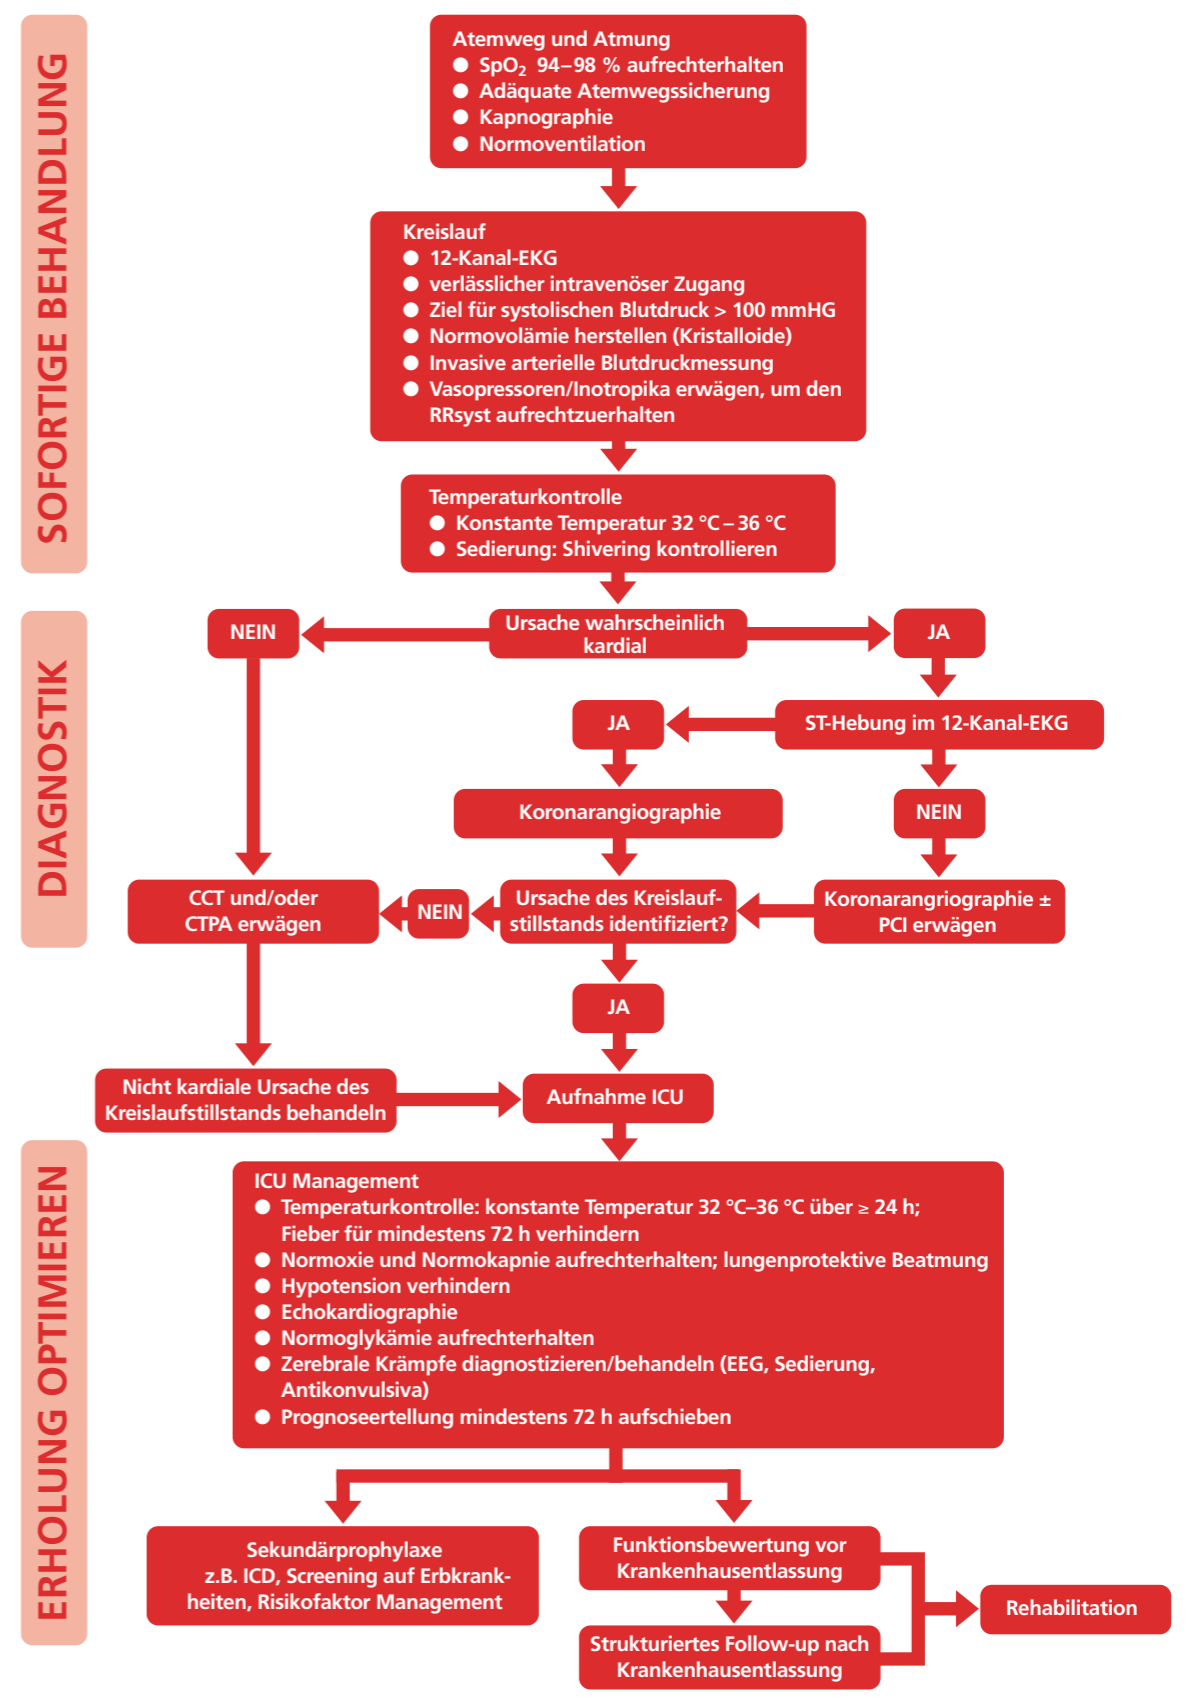 SOFORTIGE BEHANDLUNG
Atemweg und Atmung
● SpO₂ 94–98 % aufrechterhalten
● Adäquate Atemwegssicherung
● Kapnographie
● Normoventilation
Kreislauf
● 12-Kanal-EKG
● verlässlicher intravenöser Zugang
● Ziel für systolischen Blutdruck > 100 mmHG
● Normovolämie herstellen (Kristalloide)
● Invasive arterielle Blutdruckmessung
● Vasopressoren/Inotropika erwägen, um den
RRsyst aufrechtzuerhalten
Temperaturkontrolle
● Konstante Temperatur 32 °C – 36 °C
● Sedierung: Shivering kontrollieren
DIAGNOSTIK
NEIN
Ursache wahrscheinlich
kardial
JA
JA
ST-Hebung im 12-Kanal-EKG
Koronarangiographie
NEIN
CCT und/oder
CTPA erwägen
NEIN
Ursache des Kreislauf-
stillstands identifiziert?
Koronarangriographie ±
PCI erwägen
JA
Nicht kardiale Ursache des
Kreislaufstillstands behandeln
Aufnahme ICU
ERHOLUNG OPTIMIEREN
ICU Management
● Temperaturkontrolle: konstante Temperatur 32 °C–36 °C über ≥ 24 h;
Fieber für mindestens 72 h verhindern
● Normoxie und Normokapnie aufrechterhalten; lungenprotektive Beatmung
● Hypotension verhindern
● Echokardiographie
● Normoglykämie aufrechterhalten
● Zerebrale Krämpfe diagnostizieren/behandeln (EEG, Sedierung,
Antikonvulsiva)
● Prognoseertellung mindestens 72 h aufschieben
Sekundärprophylaxe
z.B. ICD, Screening auf Erbkrank-
heiten, Risikofaktor Management
Funktionsbewertung vor
Krankenhausentlassung
Strukturiertes Follow-up nach
Krankenhausentlassung
Rehabilitation